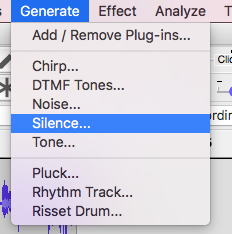 Generate Effect Analyze T
Add / Remove Plug-ins...
Chirp...
DTMF Tones...
Noise...
Silence...
Tone...
Pluck...
Rhythm Track...
Risset Drum...